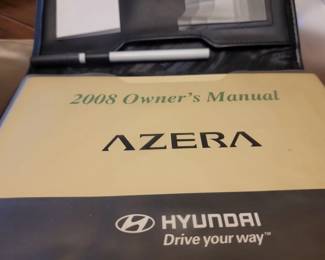 2008 Owner's Manual
AZERA
HYUNDAI
Drive your way™